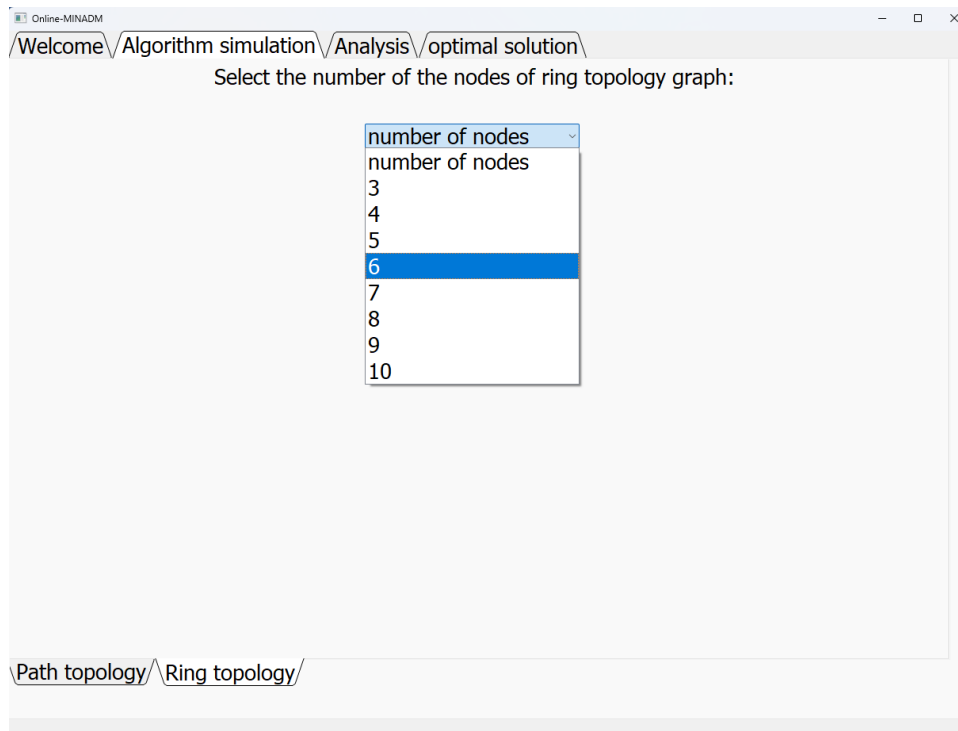 Online-MINADM
Welcome Algorithm simulation Analysis optimal solution
Select the number of the nodes of ring topology graph:
number of nodes
number of nodes
3
4
5
6
7
8
9
10
Path topology Ring topology